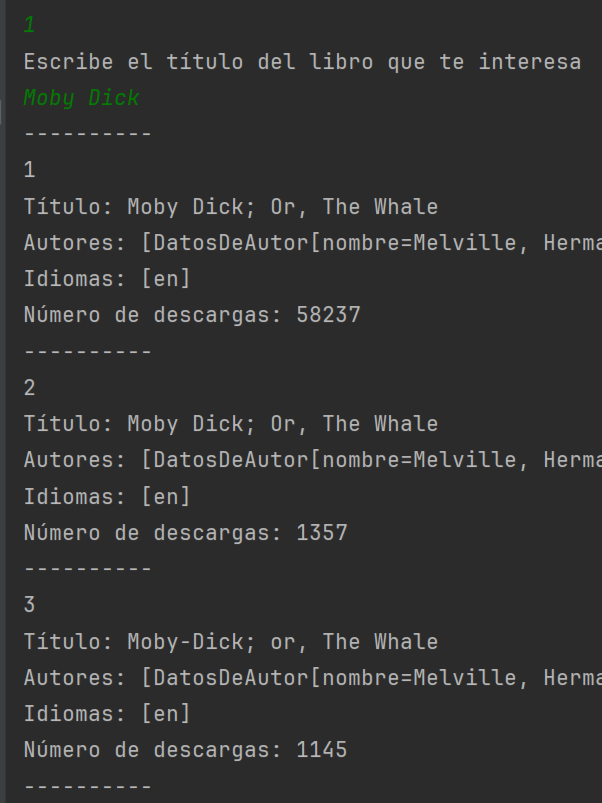 1
Escribe el título del libro que te interesa
Moby Dick
----------
1
Título: Moby Dick; Or, The Whale
Autores: [DatosDeAutor[nombre=Melville, Herma
Idiomas: [en]
Número de descargas: 58237
----------
2
Título: Moby Dick; Or, The Whale
Autores: [DatosDeAutor[nombre=Melville, Herma
Idiomas: [en]
Número de descargas: 1357
----------
3
Título: Moby-Dick; or, The Whale
Autores: [DatosDeAutor[nombre=Melville, Herma
Idiomas: [en]
Número de descargas: 1145
----------